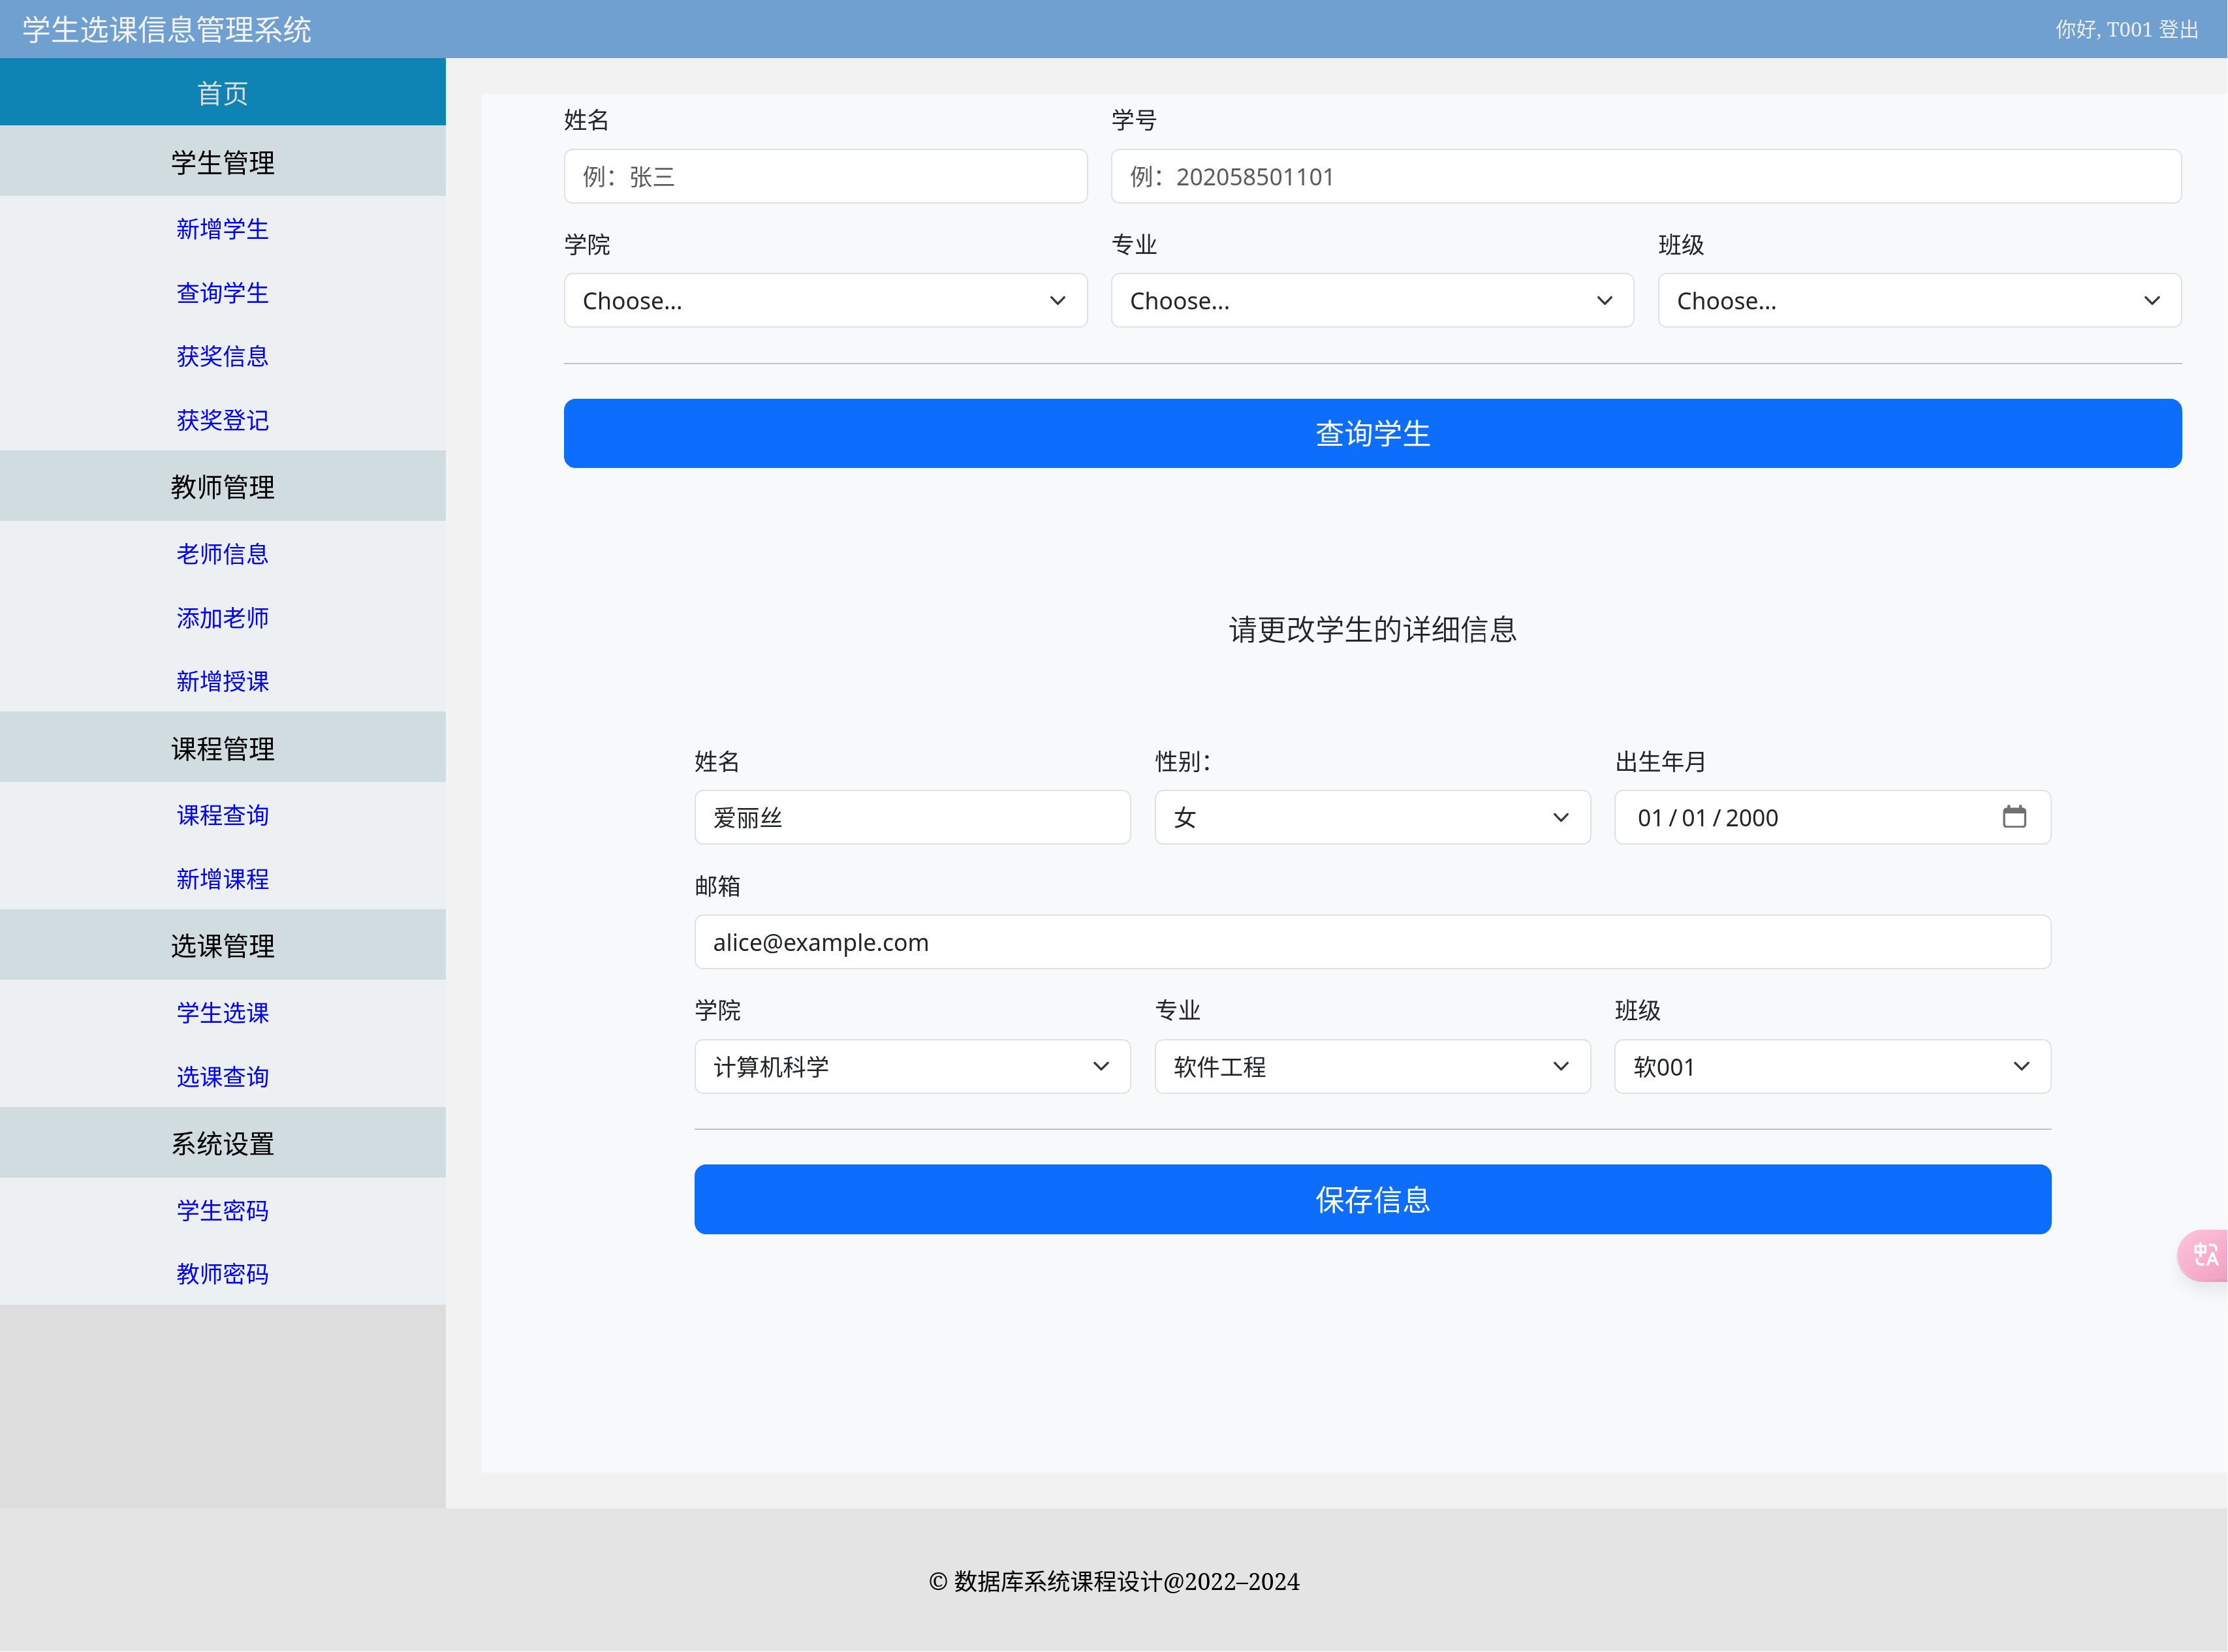 学生选课信息管理系统
你好, T001 登出
首页
学生管理
新增学生
查询学生
获奖信息
获奖登记
教师管理
老师信息
添加老师
新增授课
课程管理
课程查询
新增课程
选课管理
学生选课
选课查询
系统设置
学生密码
教师密码
姓名 学号
例：张三 例：202058501101
学院 专业 班级
Choose... Choose... Choose...
查询学生
请更改学生的详细信息
姓名 性别： 出生年月
爱丽丝 女 01 / 01 / 2000
邮箱
alice@example.com
学院 专业 班级
计算机科学 软件工程 软001
保存信息
中A
© 数据库系统课程设计@2022–2024